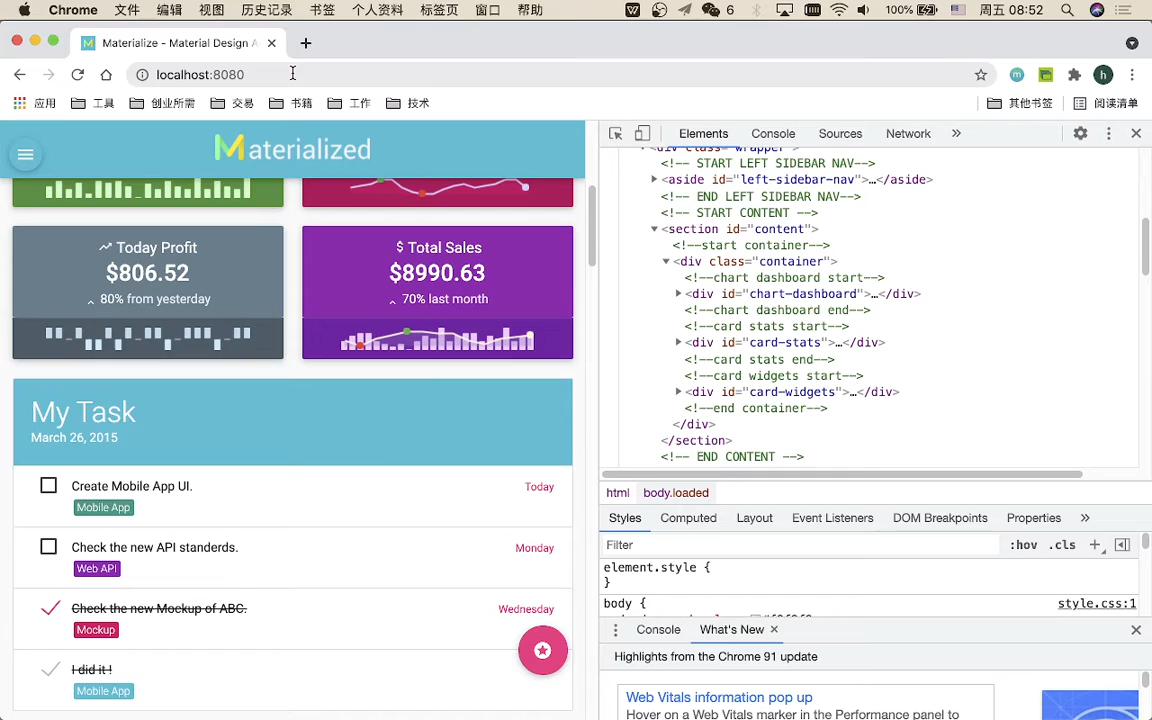 Chrome 文件 编辑 视图 历史记录 书签 个人资料 标签页 窗口 帮助 6 100% 周五 08:52
Materialize - Material Design A
localhost:8080
应用 工具 创业所需 交易 书籍 工作 技术 其他书签 阅读清单
Materialized
Today Profit
$806.52
80% from yesterday
$ Total Sales
$8990.63
70% last month
My Task
March 26, 2015
Create Mobile App UI. Today
Mobile App
Check the new API standerds. Monday
Web API
Check the new Mockup of ABC. Wednesday
Mockup
I did it !
Mobile App
Elements Console Sources Network »
<div class="wrapper">
<!-- START LEFT SIDEBAR NAV-->
<aside id="left-sidebar-nav">…</aside>
<!-- END LEFT SIDEBAR NAV-->
<!-- START CONTENT -->
<section id="content">
<!--start container-->
<div class="container">
<!--chart dashboard start-->
<div id="chart-dashboard">…</div>
<!--chart dashboard end-->
<!--card stats start-->
<div id="card-stats">…</div>
<!--card stats end-->
<!--card widgets start-->
<div id="card-widgets">…</div>
<!--end container-->
</div>
</section>
<!-- END CONTENT -->
html body.loaded
Styles Computed Layout Event Listeners DOM Breakpoints Properties »
Filter :hov .cls +
element.style {
}
body { style.css:1
Console What's New
Highlights from the Chrome 91 update
Web Vitals information pop up
Hover on a Web Vitals marker in the Performance panel to